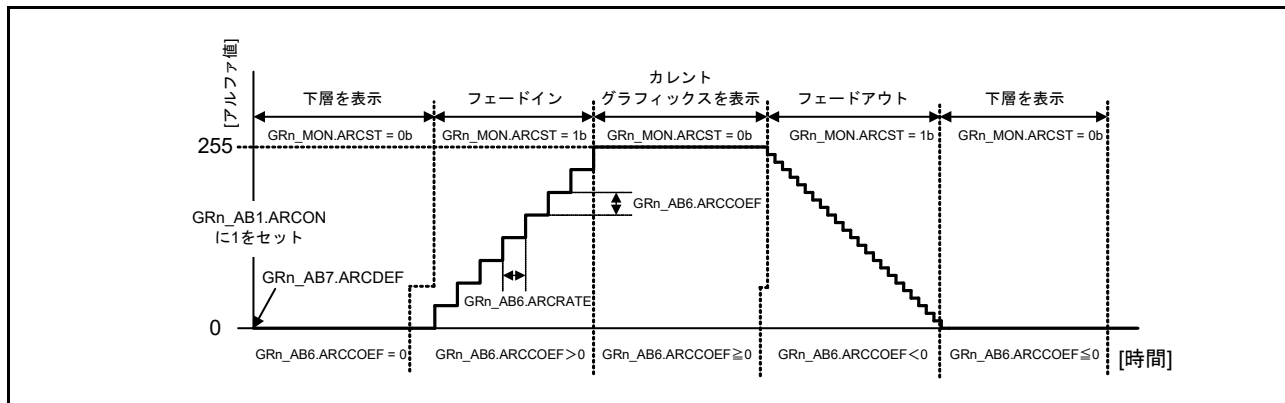 [アルファ値]
下層を表示
フェードイン
カレント
グラフィックスを表示
フェードアウト
下層を表示
GRn_MON.ARCST = 0b
GRn_MON.ARCST = 1b
GRn_MON.ARCST = 0b
GRn_MON.ARCST = 1b
GRn_MON.ARCST = 0b
255
GRn_AB6.ARCCOEF
GRn_AB1.ARCON
に1をセット
GRn_AB7.ARCDEF
GRn_AB6.ARCRATE
0
GRn_AB6.ARCCOEF = 0
GRn_AB6.ARCCOEF＞0
GRn_AB6.ARCCOEF≧0
GRn_AB6.ARCCOEF＜0
GRn_AB6.ARCCOEF≦0
[時間]